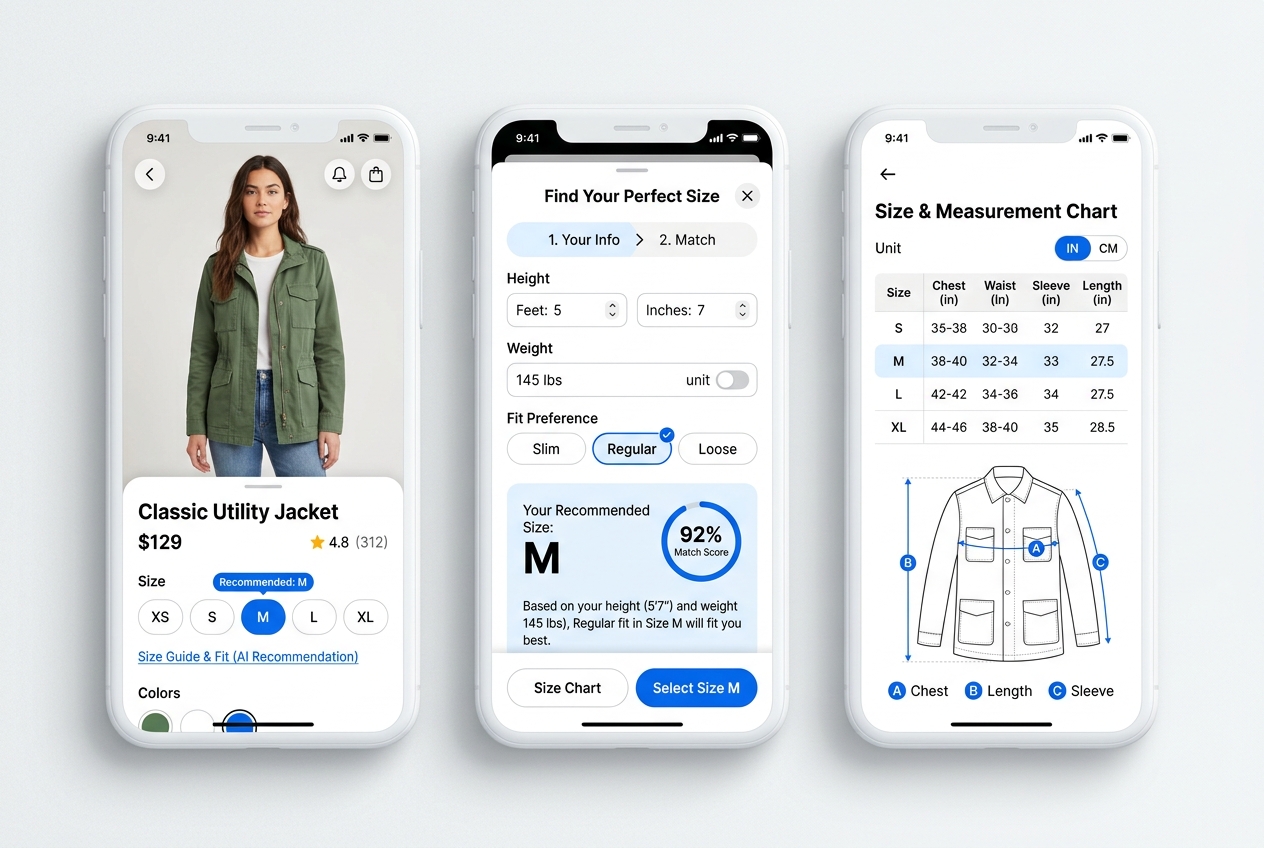 9:41
Classic Utility Jacket
$129
4.8 (312)
Size
Recommended: M
XS S M L XL
Size Guide & Fit (AI Recommendation)
Colors
9:41
Find Your Perfect Size
1. Your Info 2. Match
Height
Feet: 5 Inches: 7
Weight
145 lbs unit
Fit Preference
Slim Regular Loose
Your Recommended
Size:
M
92%
Match Score
Based on your height (5'7") and weight
145 lbs), Regular fit in Size M will fit you
best.
Size Chart Select Size M
9:41
Size & Measurement Chart
Unit IN CM
Size Chest (in) Waist (In) Sleeve (in) Length (in)
S 35-38 30-30 32 27
M 38-40 32-34 33 27.5
L 42-42 34-36 34 27.5
XL 44-46 38-40 35 28.5
A
B
C
A Chest B Length C Sleeve